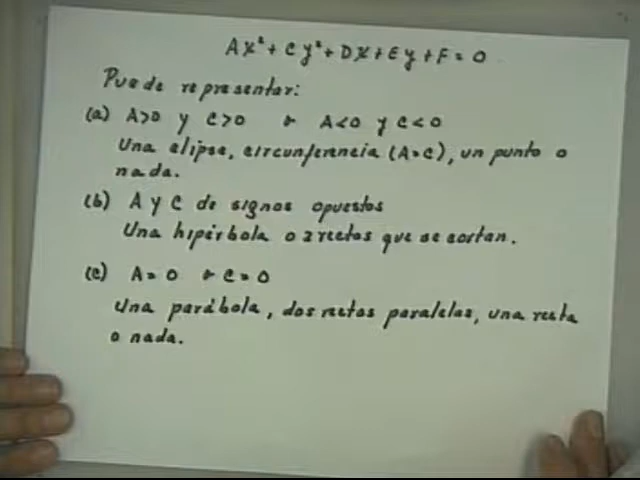 Ax² + Cy² + Dx + Ey + F = 0
Puede representar:
(a) A>0 y C>0 o A<0 y C<0
Una elipse, circunferencia (A=C), un punto o
nada.
(b) A y C de signos opuestos
Una hipérbola o 2 rectas que se cortan.
(c) A=0 o C=0
Una parábola, dos rectas paralelas, una recta
o nada.